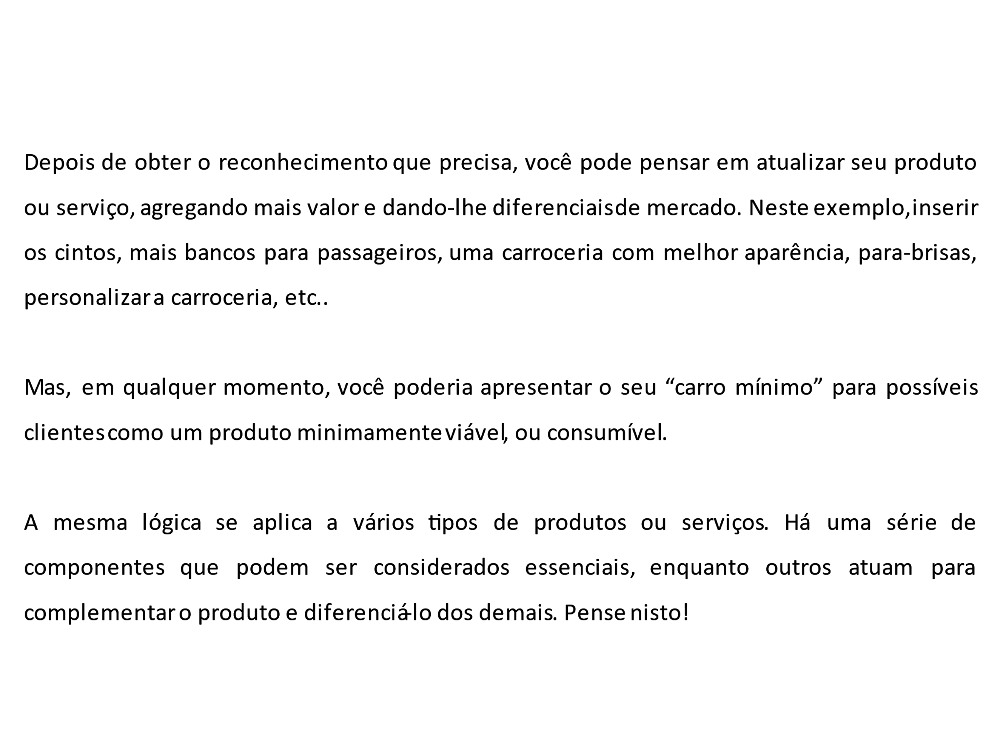 Depois de obter o reconhecimento que precisa, você pode pensar em atualizar seu produto
ou serviço, agregando mais valor e dando-lhe diferenciais de mercado. Neste exemplo, inserir
os cintos, mais bancos para passageiros, uma carroceria com melhor aparência, para-brisas,
personalizar a carroceria, etc..
Mas, em qualquer momento, você poderia apresentar o seu “carro mínimo” para possíveis
clientes como um produto minimamente viável, ou consumível.
A mesma lógica se aplica a vários tipos de produtos ou serviços. Há uma série de
componentes que podem ser considerados essenciais, enquanto outros atuam para
complementar o produto e diferenciá-lo dos demais. Pense nisto!